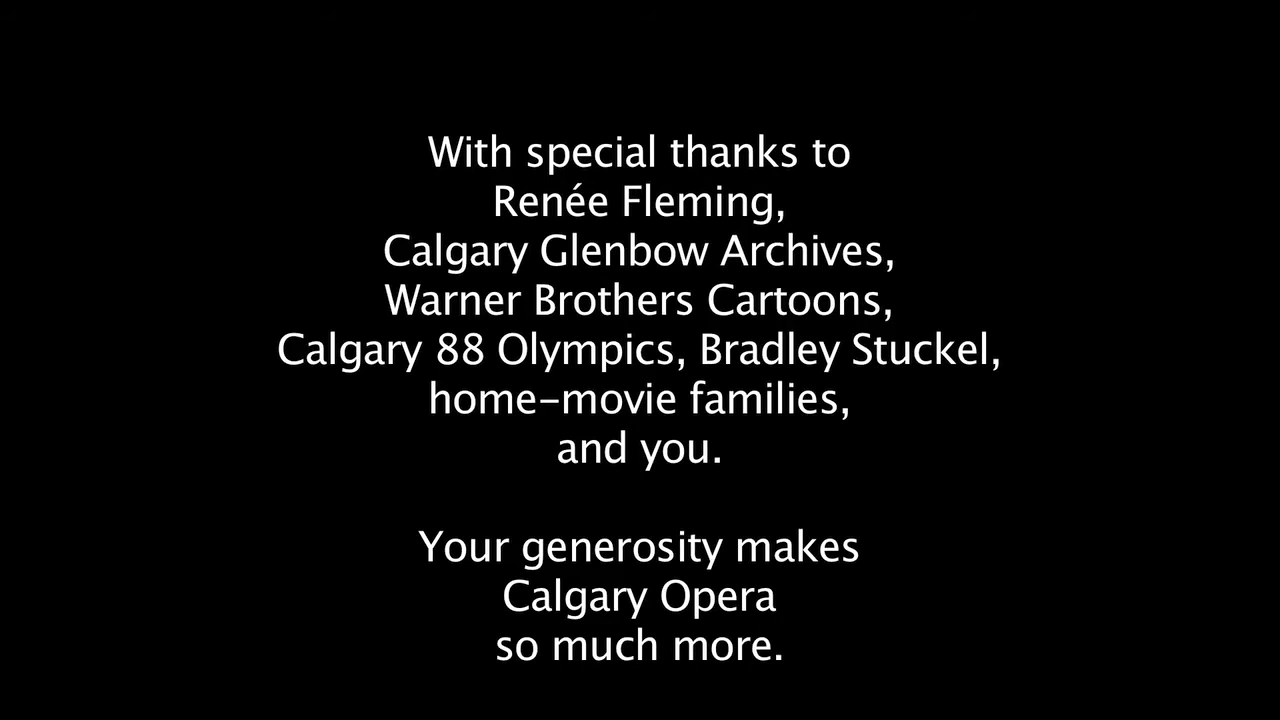 With special thanks to
Renée Fleming,
Calgary Glenbow Archives,
Warner Brothers Cartoons,
Calgary 88 Olympics, Bradley Stuckel,
home-movie families,
and you.
Your generosity makes
Calgary Opera
so much more.